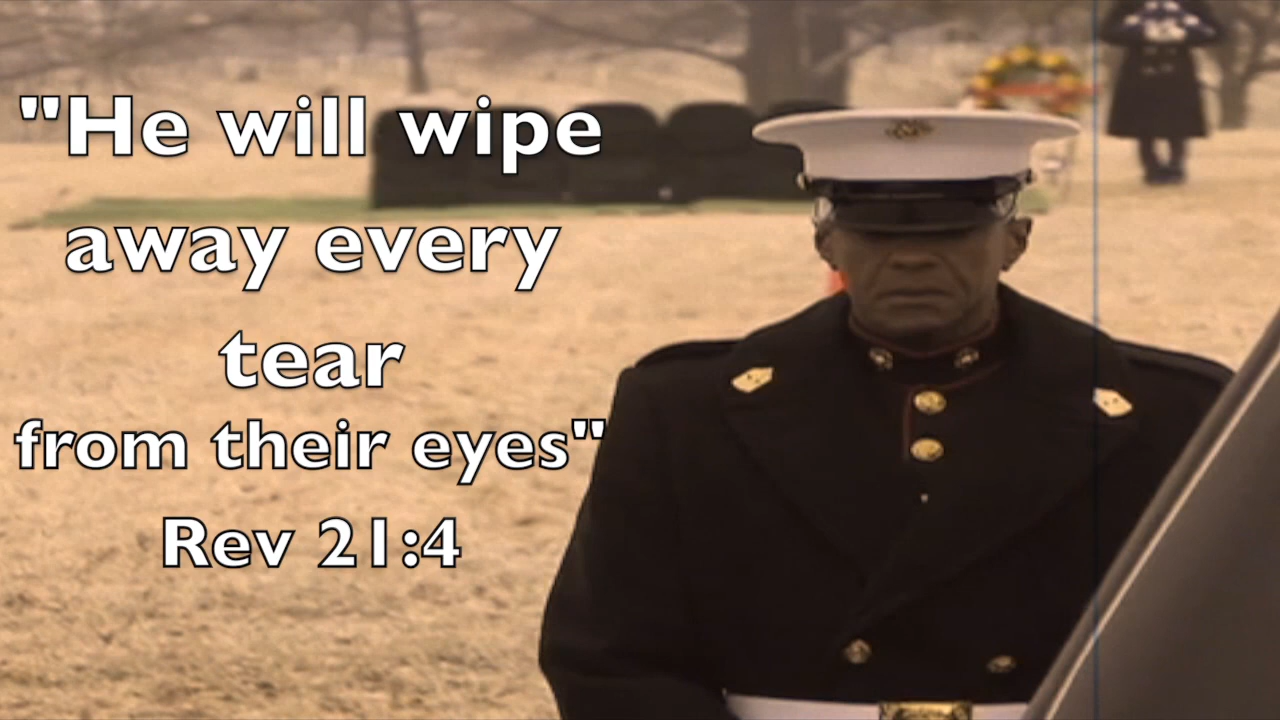 "He will wipe
away every
tear
from their eyes"
Rev 21:4